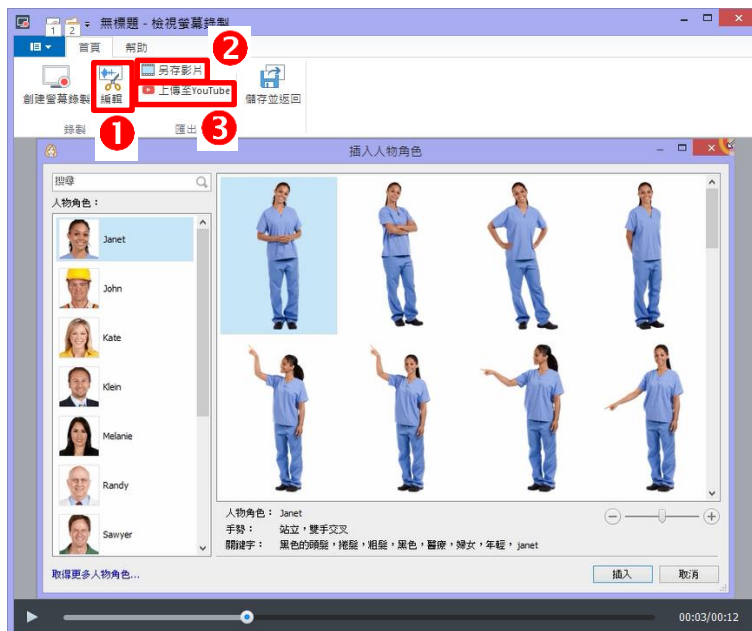 無標題 - 檢視螢幕錄製
1 2
首頁 幫助
2
另存影片
創建螢幕錄製 編輯 上傳至YouTube 儲存並返回
錄製 1 匯出 3
插入人物角色
搜尋
人物角色：
Janet
John
Kate
Klein
Melanie
Randy
Sawyer
人物角色： Janet
手勢： 站立，雙手交叉
關鍵字： 黑色的頭髮，捲髮，粗髮，黑色，醫療，婦女，年輕，janet
取得更多人物角色... 插入 取消
00:03/00:12